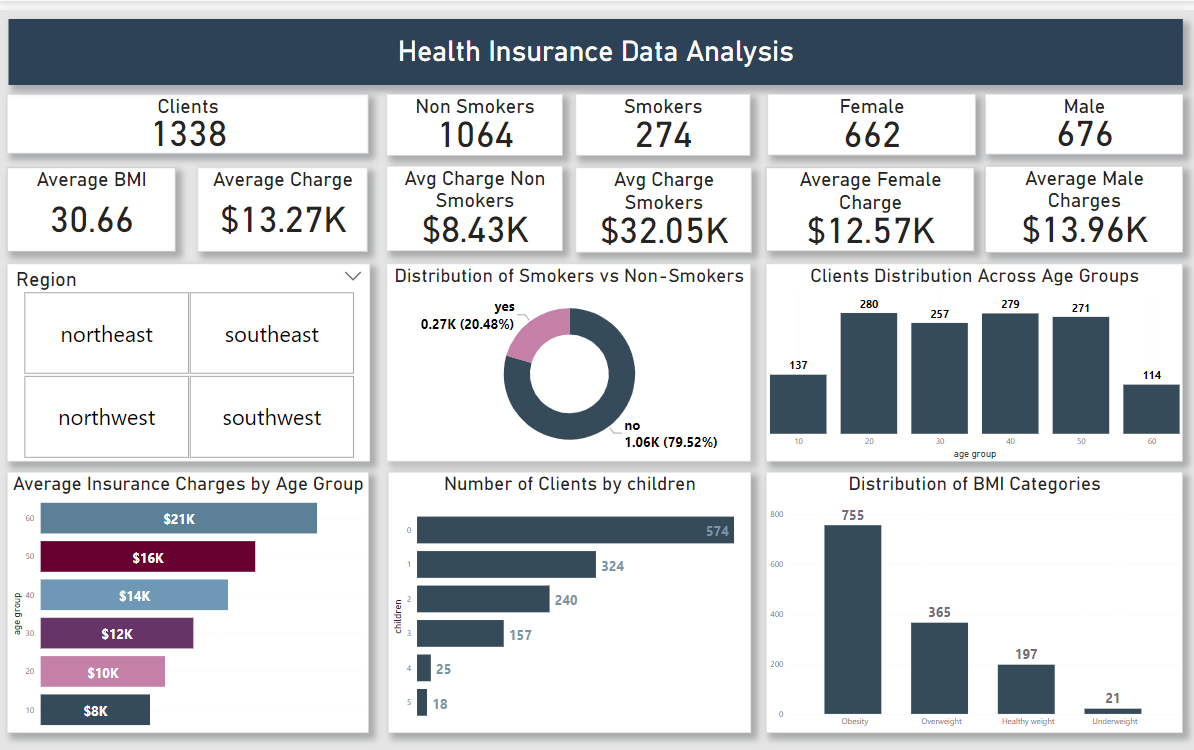 Health Insurance Data Analysis
Clients
1338
Non Smokers
1064
Smokers
274
Female
662
Male
676
Average BMI
30.66
Average Charge
$13.27K
Avg Charge Non
Smokers
$8.43K
Avg Charge
Smokers
$32.05K
Average Female
Charge
$12.57K
Average Male
Charges
$13.96K
Region
northeast
southeast
northwest
southwest
Distribution of Smokers vs Non-Smokers
yes
0.27K (20.48%)
no
1.06K (79.52%)
Clients Distribution Across Age Groups
137
280
257
279
271
114
10
20
30
40
50
60
age group
Average Insurance Charges by Age Group
age group
60
$21K
50
$16K
40
$14K
30
$12K
20
$10K
10
$8K
Number of Clients by children
children
0
574
1
324
2
240
3
157
4
25
5
18
Distribution of BMI Categories
800
600
400
200
0
755
365
197
21
Obesity
Overweight
Healthy weight
Underweight